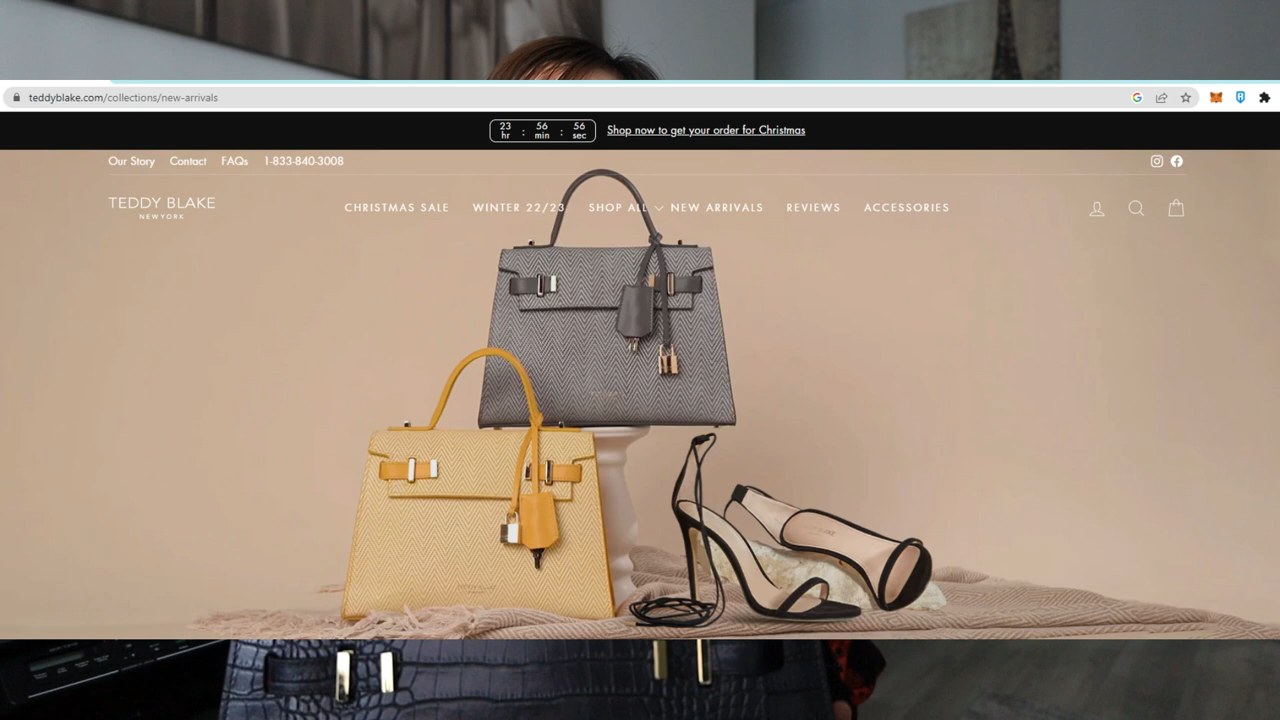 teddyblake.com/collections/new-arrivals
23 : 56 : 56
hr min sec
Shop now to get your order for Christmas
Our Story Contact FAQs 1-833-840-3008
TEDDY BLAKE
NEW YORK
CHRISTMAS SALE WINTER 22/23 SHOP ALL NEW ARRIVALS REVIEWS ACCESSORIES